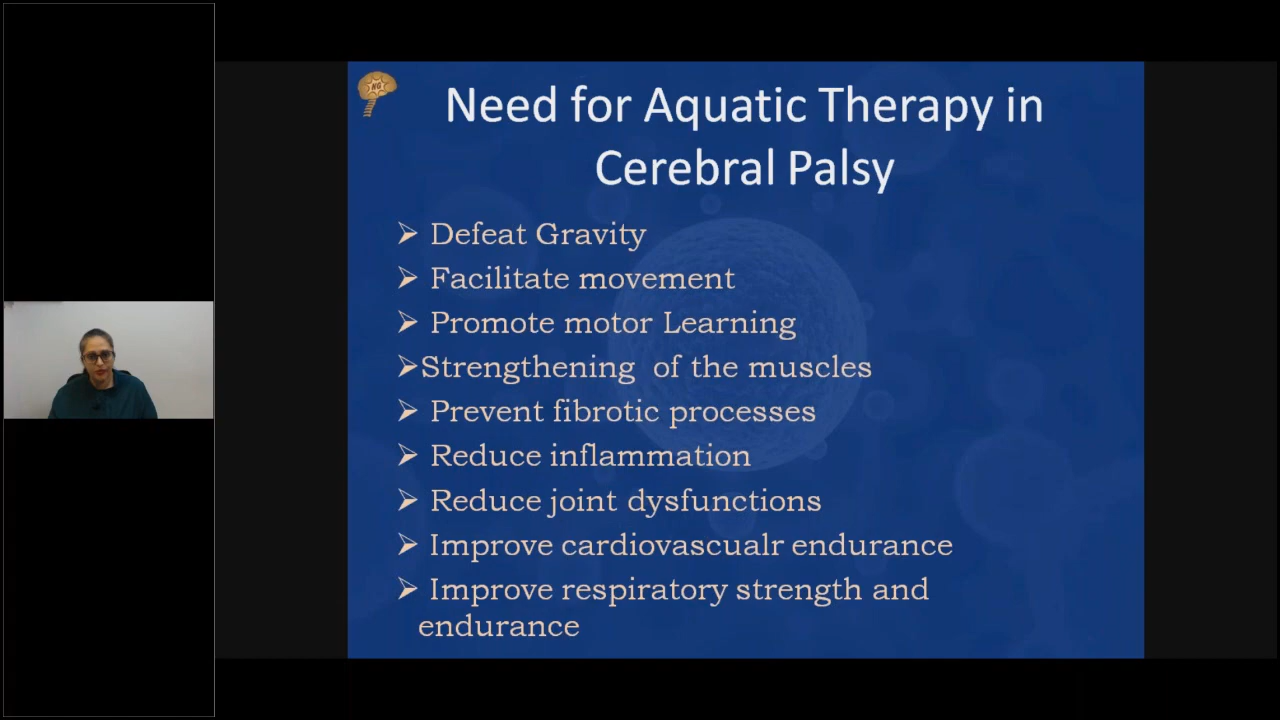 NG
Need for Aquatic Therapy in
Cerebral Palsy
➢ Defeat Gravity
➢ Facilitate movement
➢ Promote motor Learning
➢Strengthening of the muscles
➢ Prevent fibrotic processes
➢ Reduce inflammation
➢ Reduce joint dysfunctions
➢ Improve cardiovascualr endurance
➢ Improve respiratory strength and
endurance